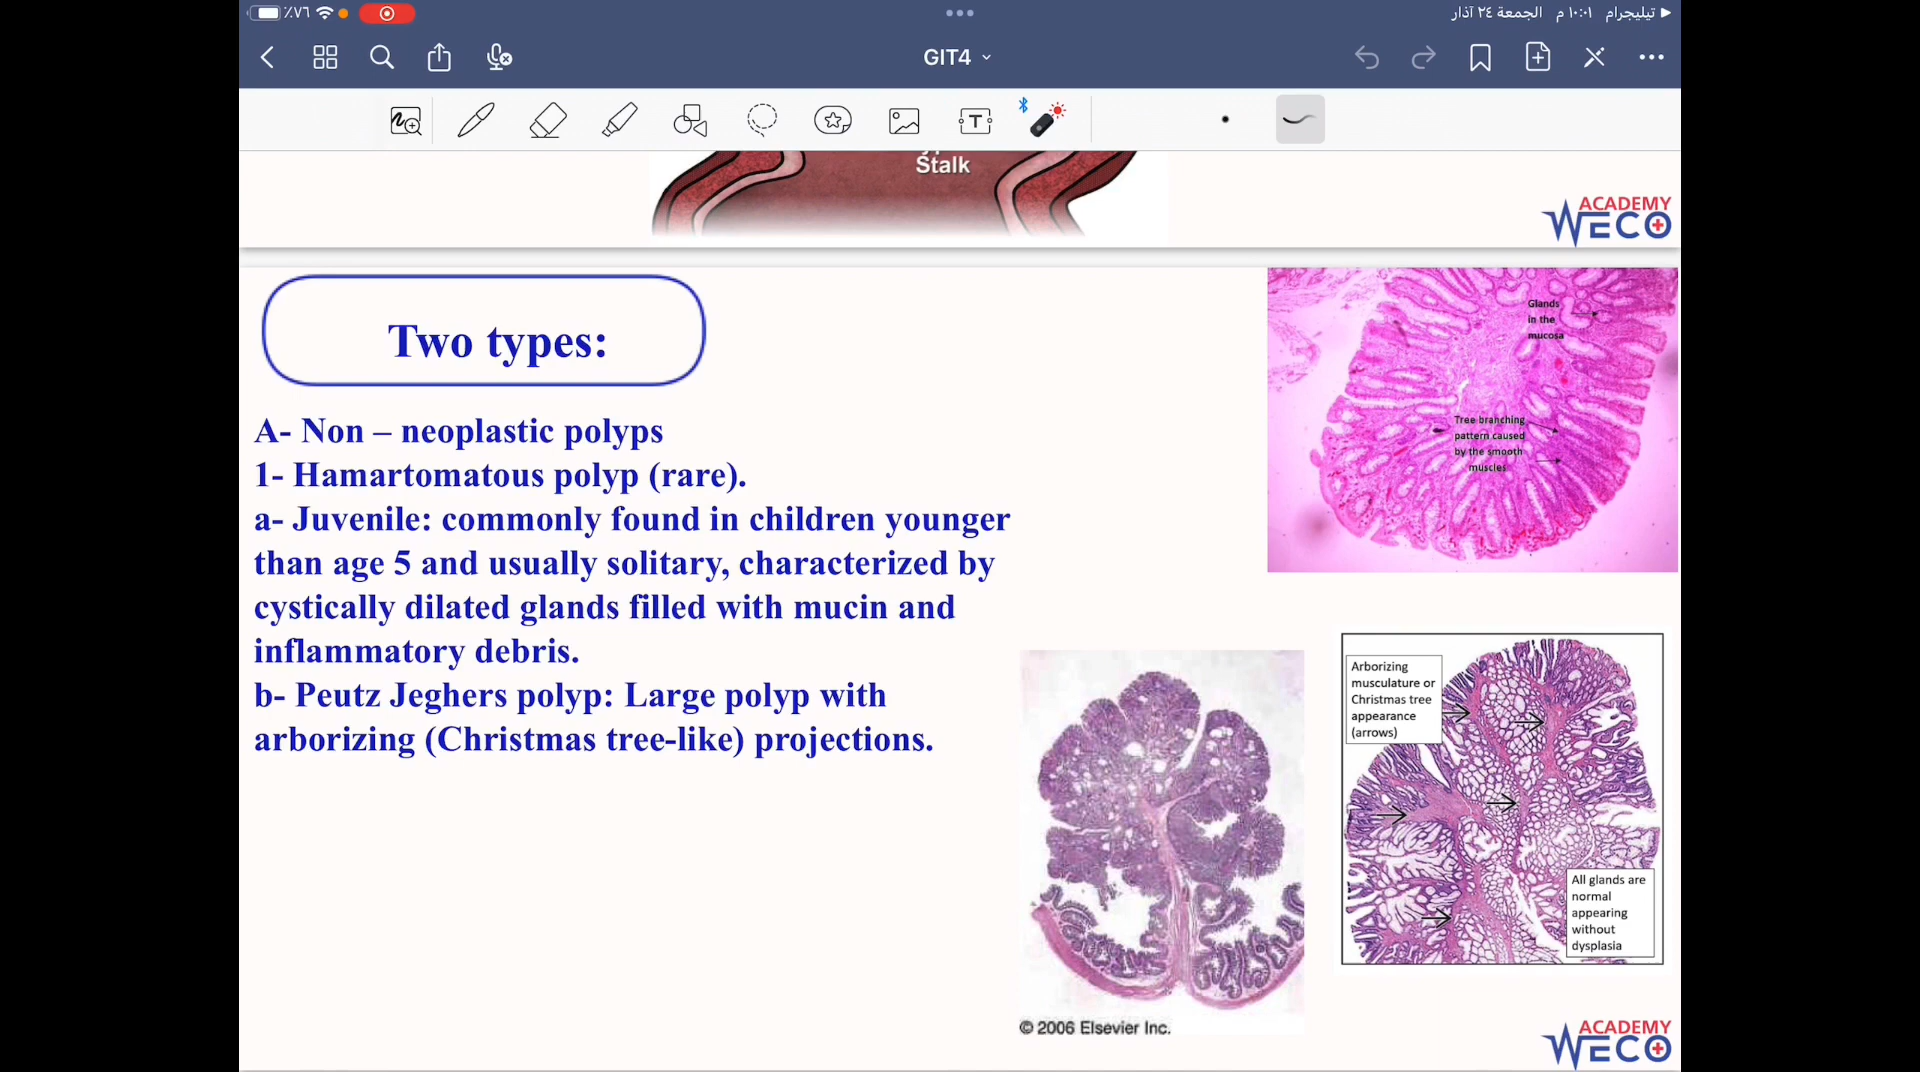 ٪٧٦
تيليجرام ١٠:٠١ م الجمعة ٢٤ آذار
GIT4
T
Stalk
ACADEMY
WECO
Two types:
A- Non – neoplastic polyps
1- Hamartomatous polyp (rare).
a- Juvenile: commonly found in children younger
than age 5 and usually solitary, characterized by
cystically dilated glands filled with mucin and
inflammatory debris.
b- Peutz Jeghers polyp: Large polyp with
arborizing (Christmas tree-like) projections.
Glands
in the
mucosa
Tree branching
pattern caused
by the smooth
muscles
Arborizing
musculature or
Christmas tree
appearance
(arrows)
All glands are
normal
appearing
without
dysplasia
© 2006 Elsevier Inc.
ACADEMY
WECO